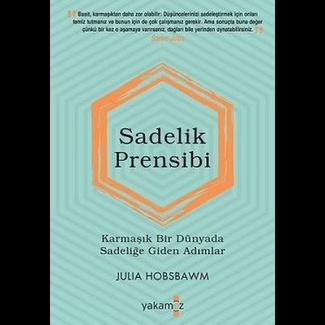 " Basit, karmaşıktan daha zor olabilir: Düşüncelerinizi sadeleştirmek için onları
temiz tutmanız ve bunun için de çok çalışmanız gerekir. Ama sonuçta buna değer
çünkü bir kez o aşamaya varırsanız, dağları bile yerinden oynatabilirsiniz. "
Steve Jobs
Sadelik
Prensibi
Karmaşık Bir Dünyada
Sadeliğe Giden Adımlar
JULIA HOBSBAWM
yakamoz